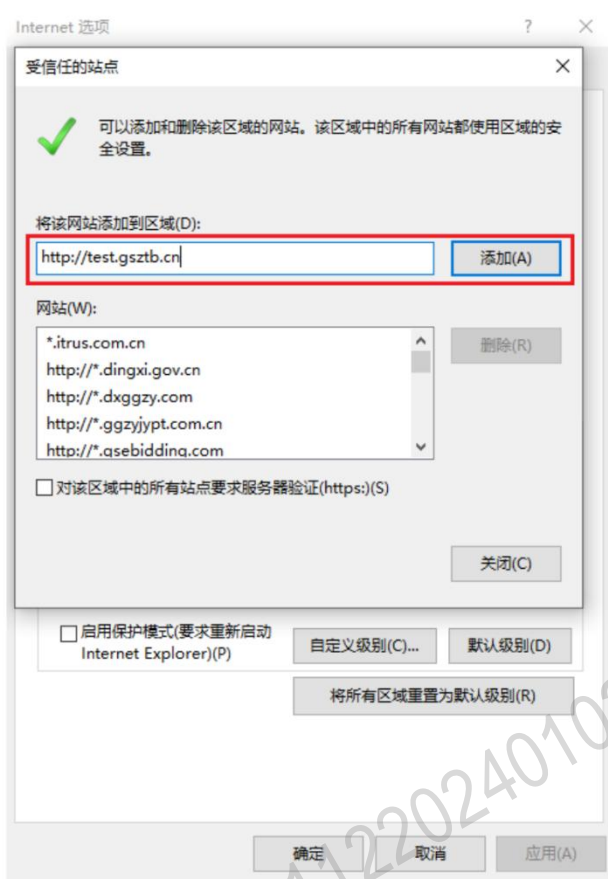 Internet 选项
?
受信任的站点
可以添加和删除该区域的网站。该区域中的所有网站都使用区域的安
全设置。
将该网站添加到区域(D):
http://test.gsztb.cn
添加(A)
网站(W):
*.itrus.com.cn
删除(R)
http://*.dingxi.gov.cn
http://*.dxggzy.com
http://*.ggzyjypt.com.cn
http://*.gsebidding.com
对该区域中的所有站点要求服务器验证(https:)(S)
关闭(C)
启用保护模式(要求重新启动
Internet Explorer)(P)
自定义级别(C)...
默认级别(D)
将所有区域重置为默认级别(R)
确定
取消
应用(A)